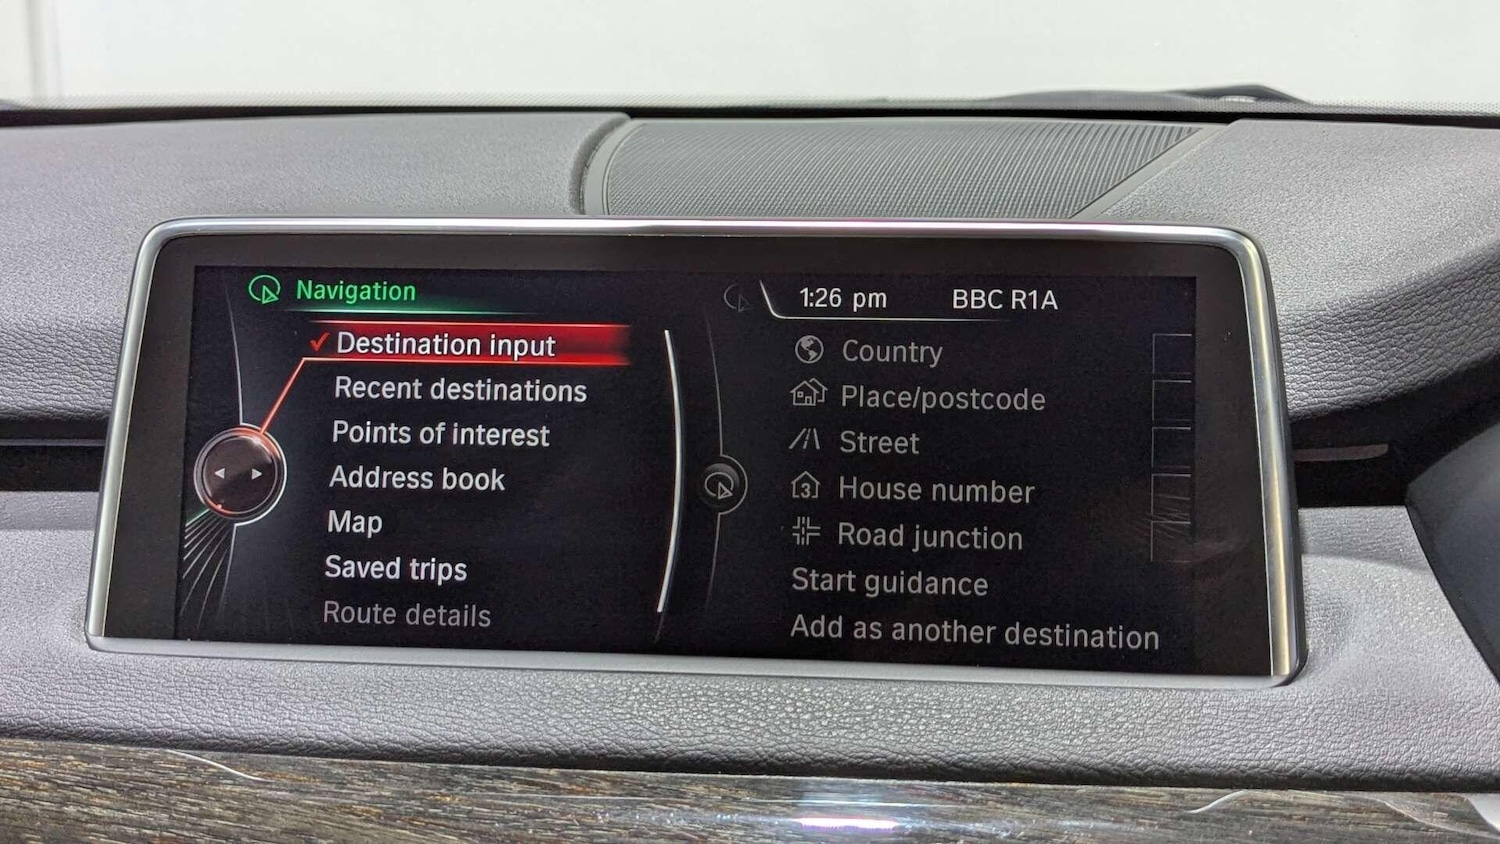 Navigation
Destination input
Recent destinations
Points of interest
Address book
Map
Saved trips
Route details
1:26 pm BBC R1A
Country
Place/postcode
Street
3 House number
Road junction
Start guidance
Add as another destination